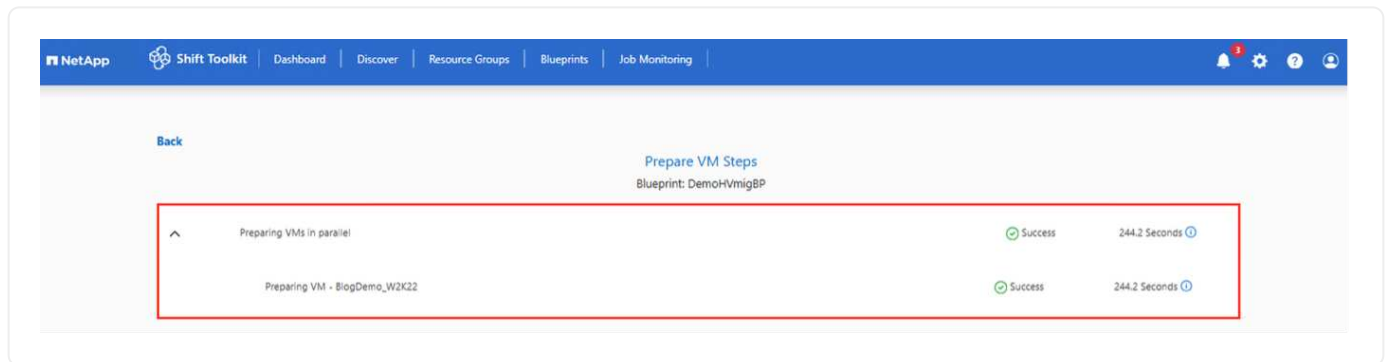 NetApp Shift Toolkit Dashboard Discover Resource Groups Blueprints Job Monitoring 3
Back
Prepare VM Steps
Blueprint: DemoHVmigBP
Preparing VMs in parallel Success 244.2 Seconds
Preparing VM - BlogDemo_W2K22 Success 244.2 Seconds